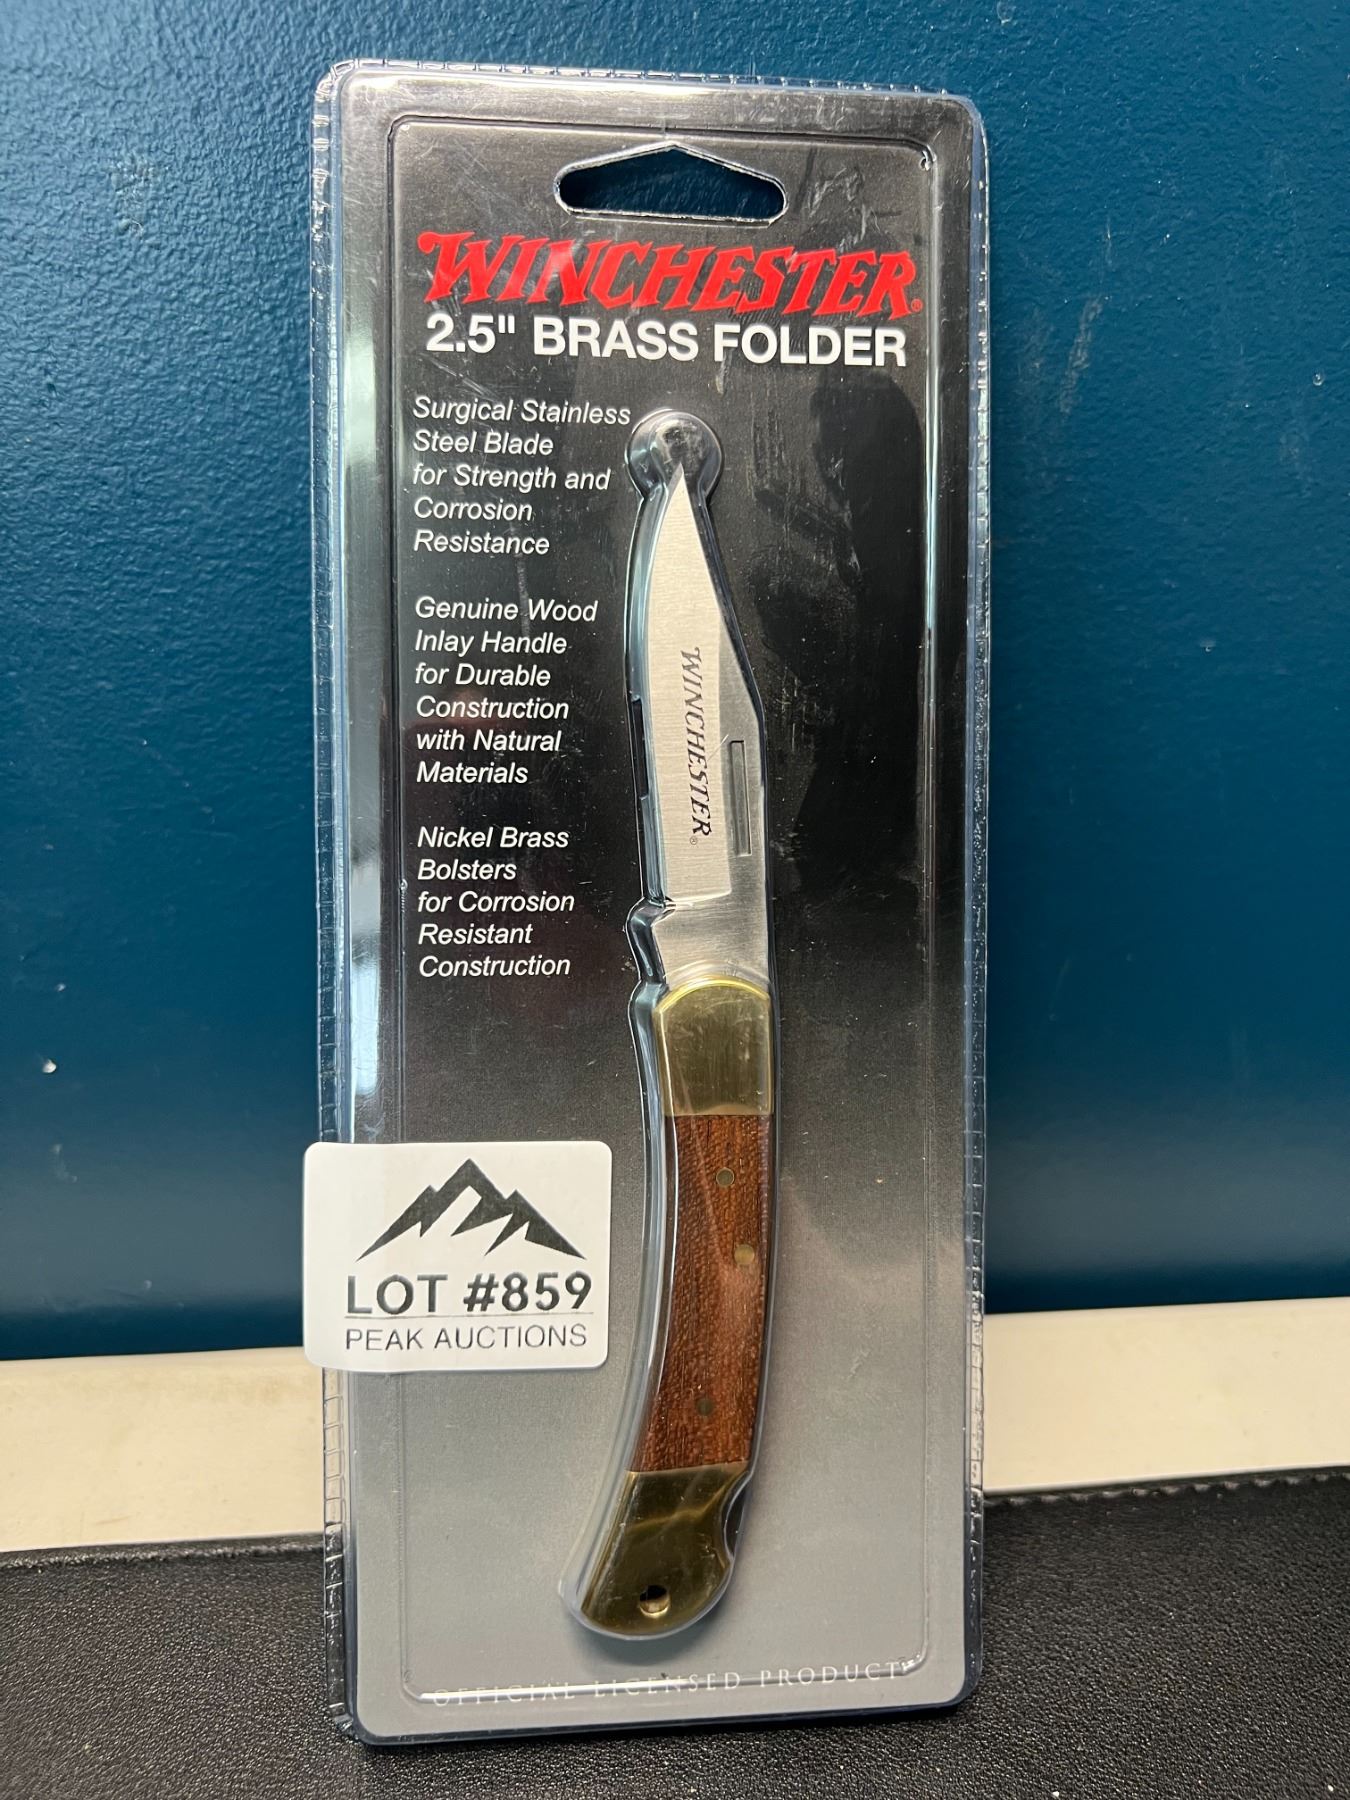 WINCHESTER®
2.5" BRASS FOLDER
Surgical Stainless
Steel Blade
for Strength and
Corrosion
Resistance
Genuine Wood
Inlay Handle
for Durable
Construction
with Natural
Materials
Nickel Brass
Bolsters
for Corrosion
Resistant
Construction
WINCHESTER®
LOT #859
PEAK AUCTIONS
OFFICIAL LICENSED PRODUCT